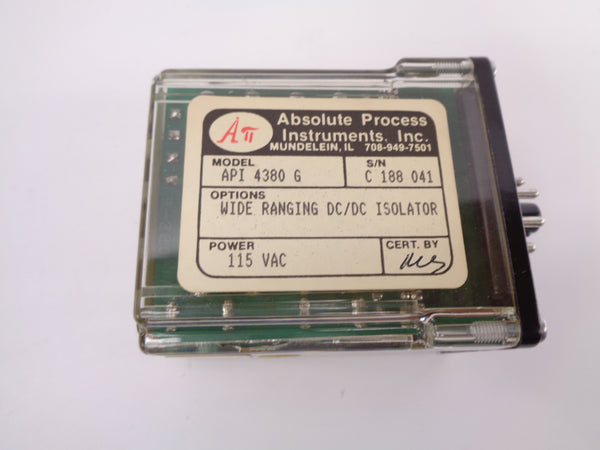 Aπ
Absolute Process
Instruments, Inc.
MUNDELEIN, IL 708-949-7501
MODEL
API 4380 G
S/N
C 188 041
OPTIONS
WIDE RANGING DC/DC ISOLATOR
POWER
115 VAC
CERT. BY